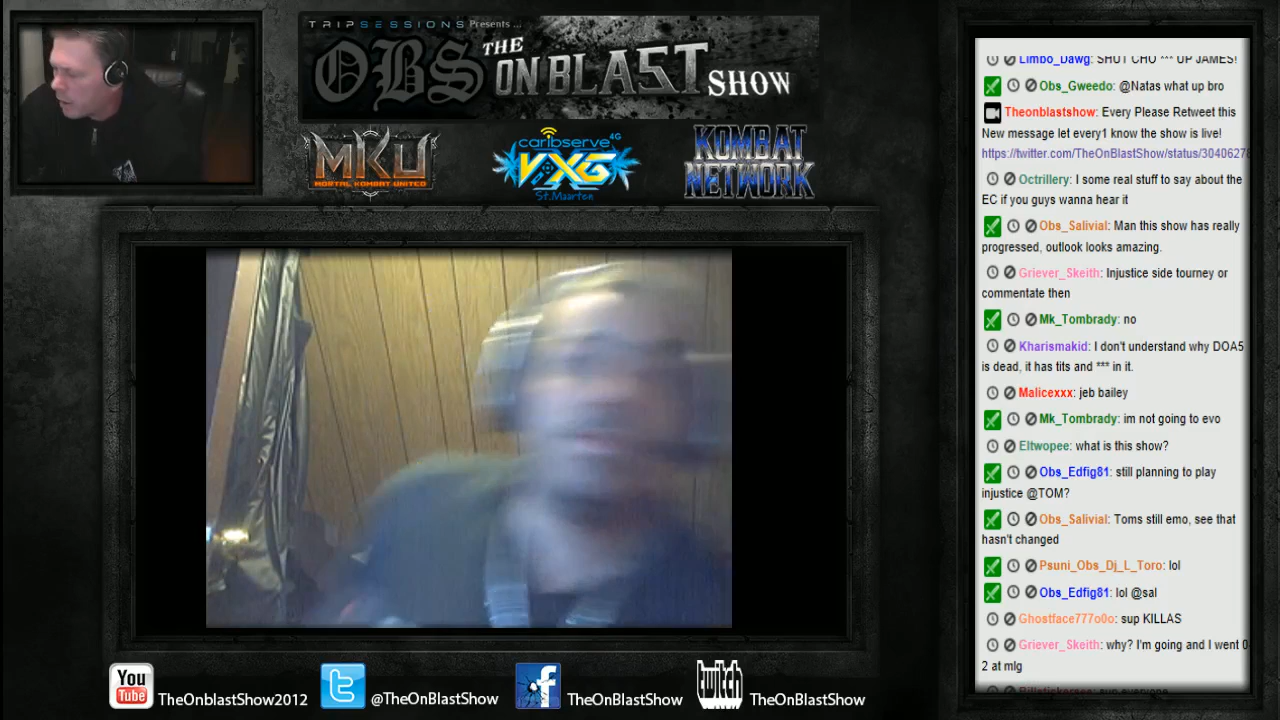 TRIPSESSIONS Presents ...
OBS THE ON BLAST SHOW
MKU
MORTAL KOMBAT UNITED
caribserve 4G
VXG
St.Maarten
KOMBAT
NETWORK
Limbo_Dawg: SHUT CHO *** UP JAMES!
Obs_Gweedo: @Natas what up bro
Theonblastshow: Every Please Retweet this
New message let every1 know the show is live!
https://twitter.com/TheOnBlastShow/status/3040627
Octrillery: I some real stuff to say about the
EC if you guys wanna hear it
Obs_Salivial: Man this show has really
progressed, outlook looks amazing.
Griever_Skeith: Injustice side tourney or
commentate then
Mk_Tombrady: no
Kharismakid: I don't understand why DOA5
is dead, it has tits and *** in it.
Malicexxx: jeb bailey
Mk_Tombrady: im not going to evo
Eltwopee: what is this show?
Obs_Edfig81: still planning to play
injustice @TOM?
Obs_Salivial: Toms still emo, see that
hasn't changed
Psuni_Obs_Dj_L_Toro: lol
Obs_Edfig81: lol @sal
Ghostface777o0o: sup KILLAS
Griever_Skeith: why? I'm going and I went 0-
2 at mlg
sup everyone
You Tube TheOnblastShow2012
@TheOnBlastShow
TheOnBlastShow
twitch TheOnBlastShow